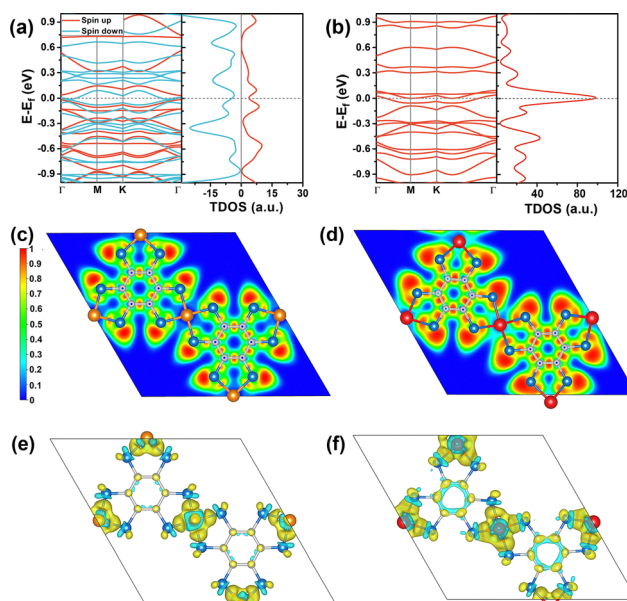 (a)
Spin up
Spin down
E-Ef (eV)
0.9
0.6
0.3
0.0
-0.3
-0.6
-0.9
Γ M K Γ
-15 0 15 30
TDOS (a.u.)
(b)
E-Ef (eV)
0.9
0.6
0.3
0.0
-0.3
-0.6
-0.9
Γ M K Γ
40 80 120
TDOS (a.u.)
(c)
1
0.9
0.8
0.7
0.6
0.5
0.4
0.3
0.2
0.1
0
(d)
(e)
(f)